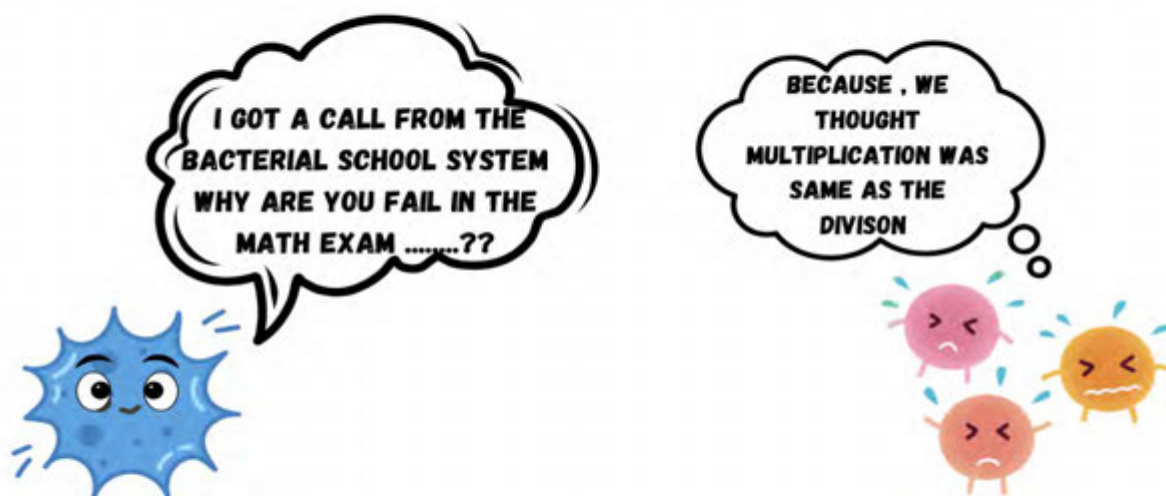 I GOT A CALL FROM THE
BACTERIAL SCHOOL SYSTEM
WHY ARE YOU FAIL IN THE
MATH EXAM ........??
BECAUSE , WE
THOUGHT
MULTIPLICATION WAS
SAME AS THE
DIVISON